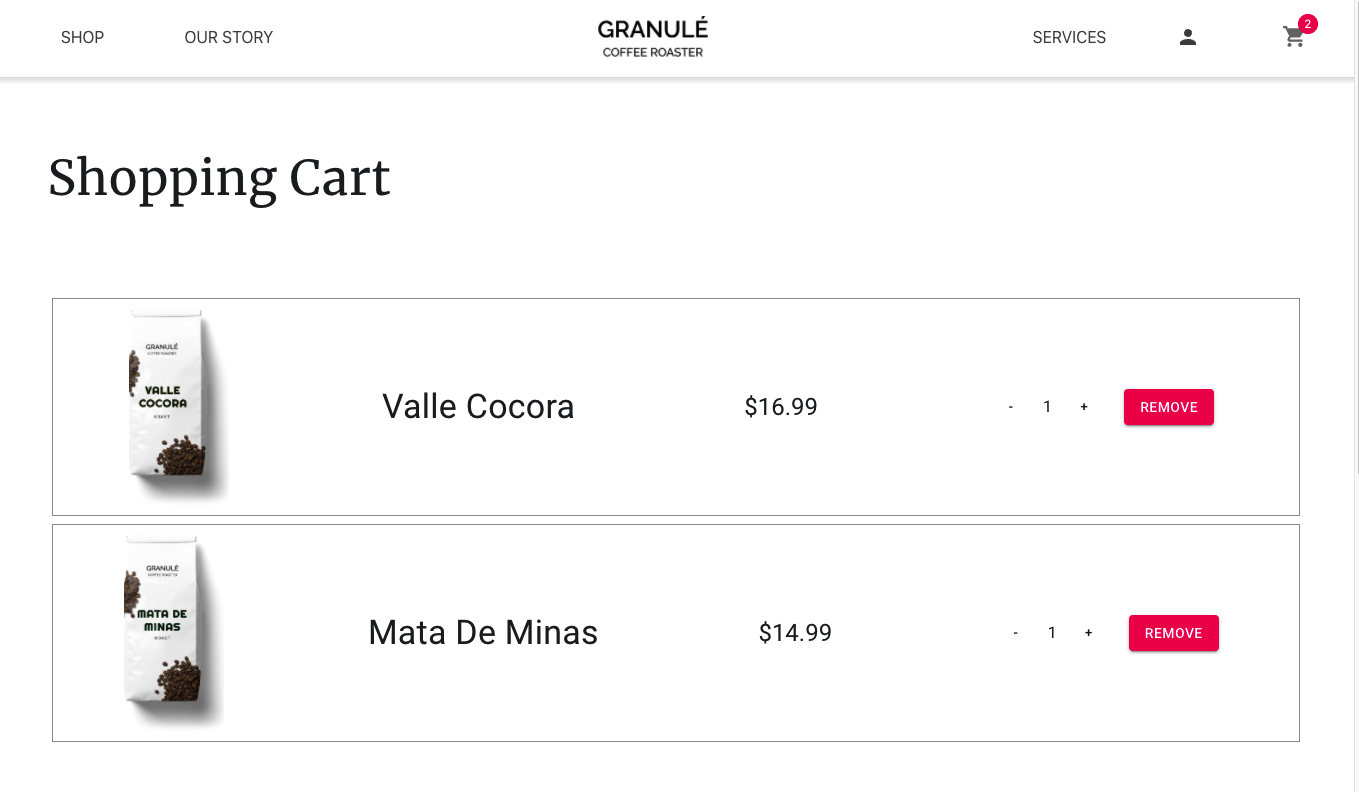 SHOP OUR STORY GRANULÉ SERVICES 2
COFFEE ROASTER
Shopping Cart
GRANULÉ
COFFEE ROASTER
VALLE
COCORA
ROAST
Valle Cocora $16.99 - 1 + REMOVE
GRANULÉ
COFFEE ROASTER
MATA DE
MINAS
ROAST
Mata De Minas $14.99 - 1 + REMOVE